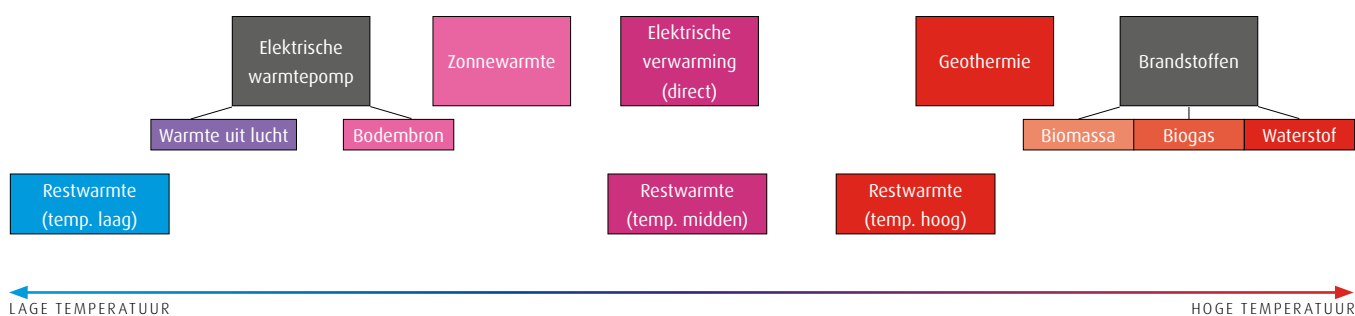 Elektrische
warmtepomp
Zonnewarmte
Elektrische
verwarming
(direct)
Geothermie
Brandstoffen
Warmte uit lucht
Bodembron
Biomassa
Biogas
Waterstof
Restwarmte
(temp. laag)
Restwarmte
(temp. midden)
Restwarmte
(temp. hoog)
LAGE TEMPERATUUR
HOGE TEMPERATUUR